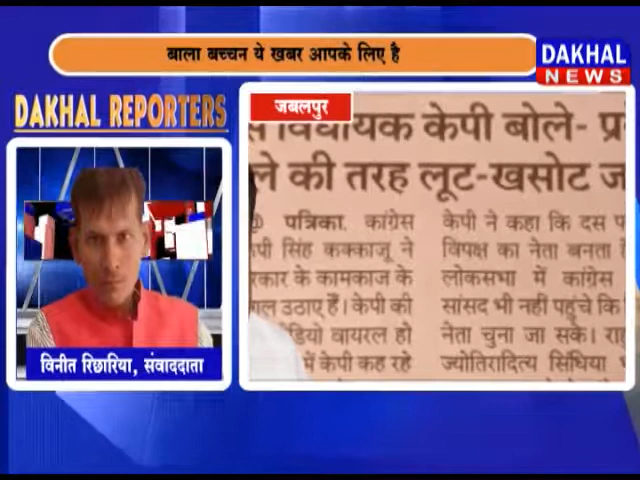 बाला बच्चन ये खबर आपके लिए है
DAKHAL
NEWS
DAKHAL REPORTERS
जबलपुर
विधायक केपी बोले-
की तरह लूट-खसोट
पत्रिका. कांग्रेस
सिंह कक्काजू ने
के कामकाज के
उठाए हैं। केपी की
वायरल हो
में केपी कह रहे
केपी ने कहा कि दस
विपक्ष का नेता बनता
लोकसभा में कांग्रेस
सांसद भी नहीं पहुंचे कि
नेता चुना जा सके।
ज्योतिरादित्य सिंधिया
विनीत रिछारिया, संवाददाता